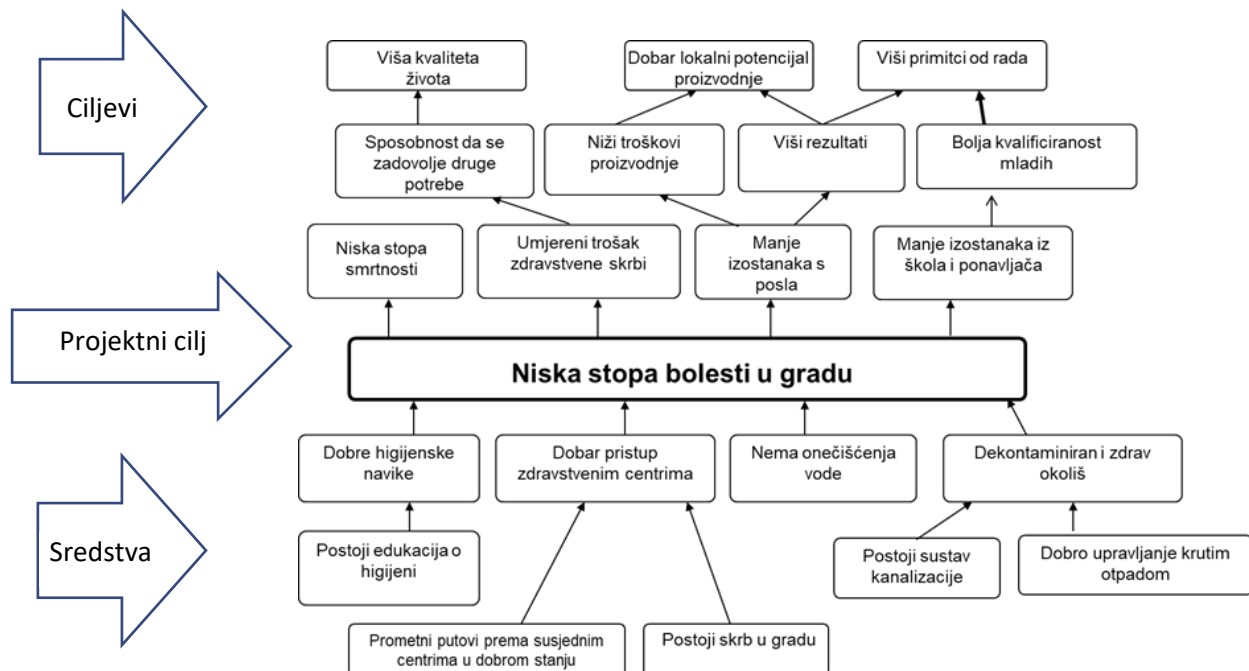 Ciljevi
Viša kvaliteta
života
Dobar lokalni potencijal
proizvodnje
Viši primitci od rada
Sposobnost da se
zadovolje druge
potrebe
Niži troškovi
proizvodnje
Viši rezultati
Bolja kvalificiranost
mladih
Niska stopa
smrtnosti
Umjereni trošak
zdravstvene skrbi
Manje
izostanaka s
posla
Manje izostanaka iz
škola i ponavljača
Projektni cilj
Niska stopa bolesti u gradu
Sredstva
Dobre higijenske
navike
Dobar pristup
zdravstvenim centrima
Nema onečišćenja
vode
Dekontaminiran i zdrav
okoliš
Postoji edukacija o
higijeni
Postoji sustav
kanalizacije
Dobro upravljanje krutim
otpadom
Prometni putovi prema susjednim
centrima u dobrom stanju
Postoji skrb u gradu